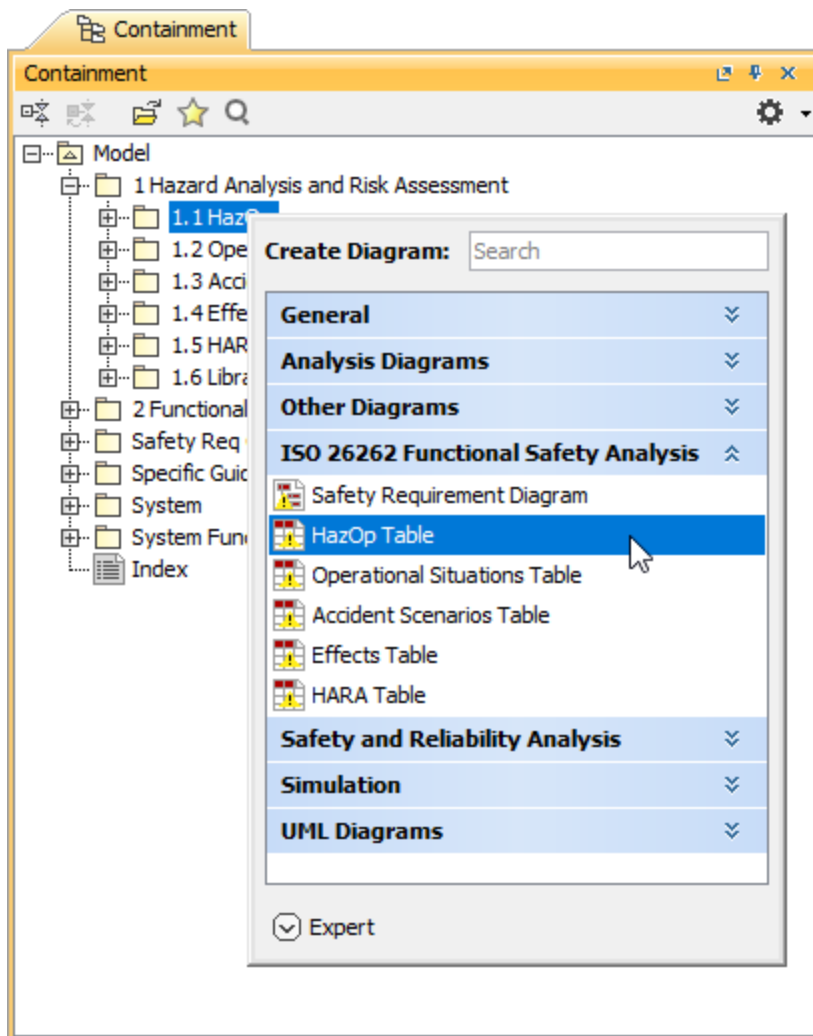 Containment
Containment
Model
1 Hazard Analysis and Risk Assessment
1.1 HazO
1.2 Ope
1.3 Acci
1.4 Effe
1.5 HAR
1.6 Libra
2 Functional
Safety Req
Specific Guid
System
System Fun
Index
Create Diagram: Search
General
Analysis Diagrams
Other Diagrams
ISO 26262 Functional Safety Analysis
Safety Requirement Diagram
HazOp Table
Operational Situations Table
Accident Scenarios Table
Effects Table
HARA Table
Safety and Reliability Analysis
Simulation
UML Diagrams
Expert